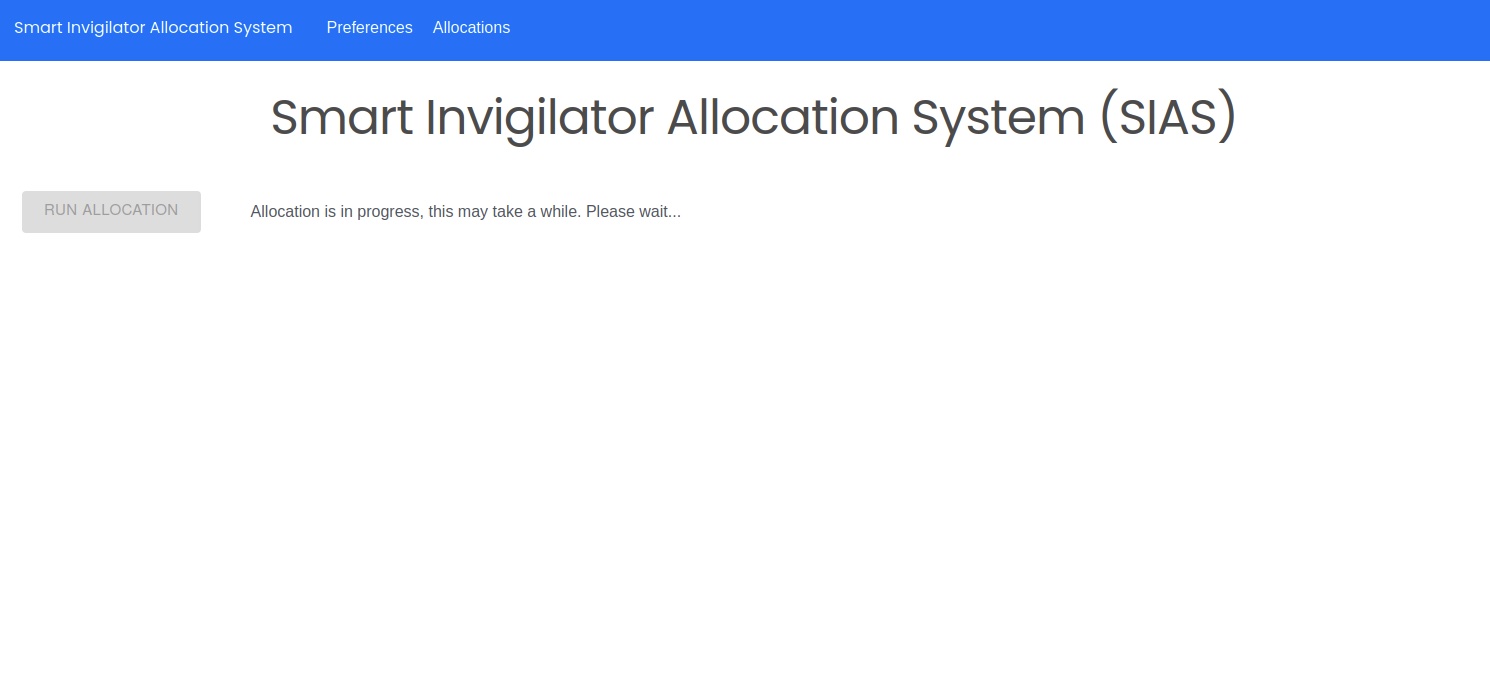 Smart Invigilator Allocation System Preferences Allocations
Smart Invigilator Allocation System (SIAS)
RUN ALLOCATION Allocation is in progress, this may take a while. Please wait...